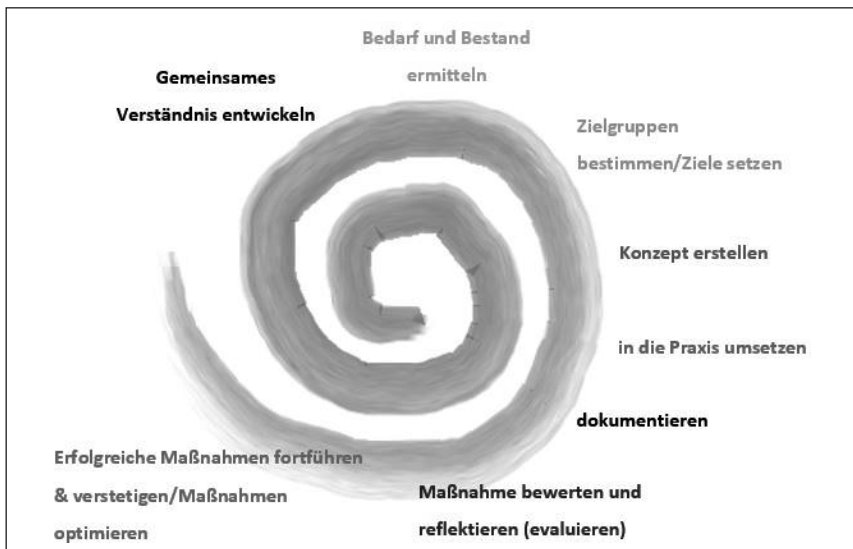 Gemeinsames
Verständnis entwickeln
Bedarf und Bestand
ermitteln
Zielgruppen
bestimmen/Ziele setzen
Konzept erstellen
in die Praxis umsetzen
dokumentieren
Maßnahme bewerten und
reflektieren (evaluieren)
Erfolgreiche Maßnahmen fortführen
& verstetigen/Maßnahmen
optimieren